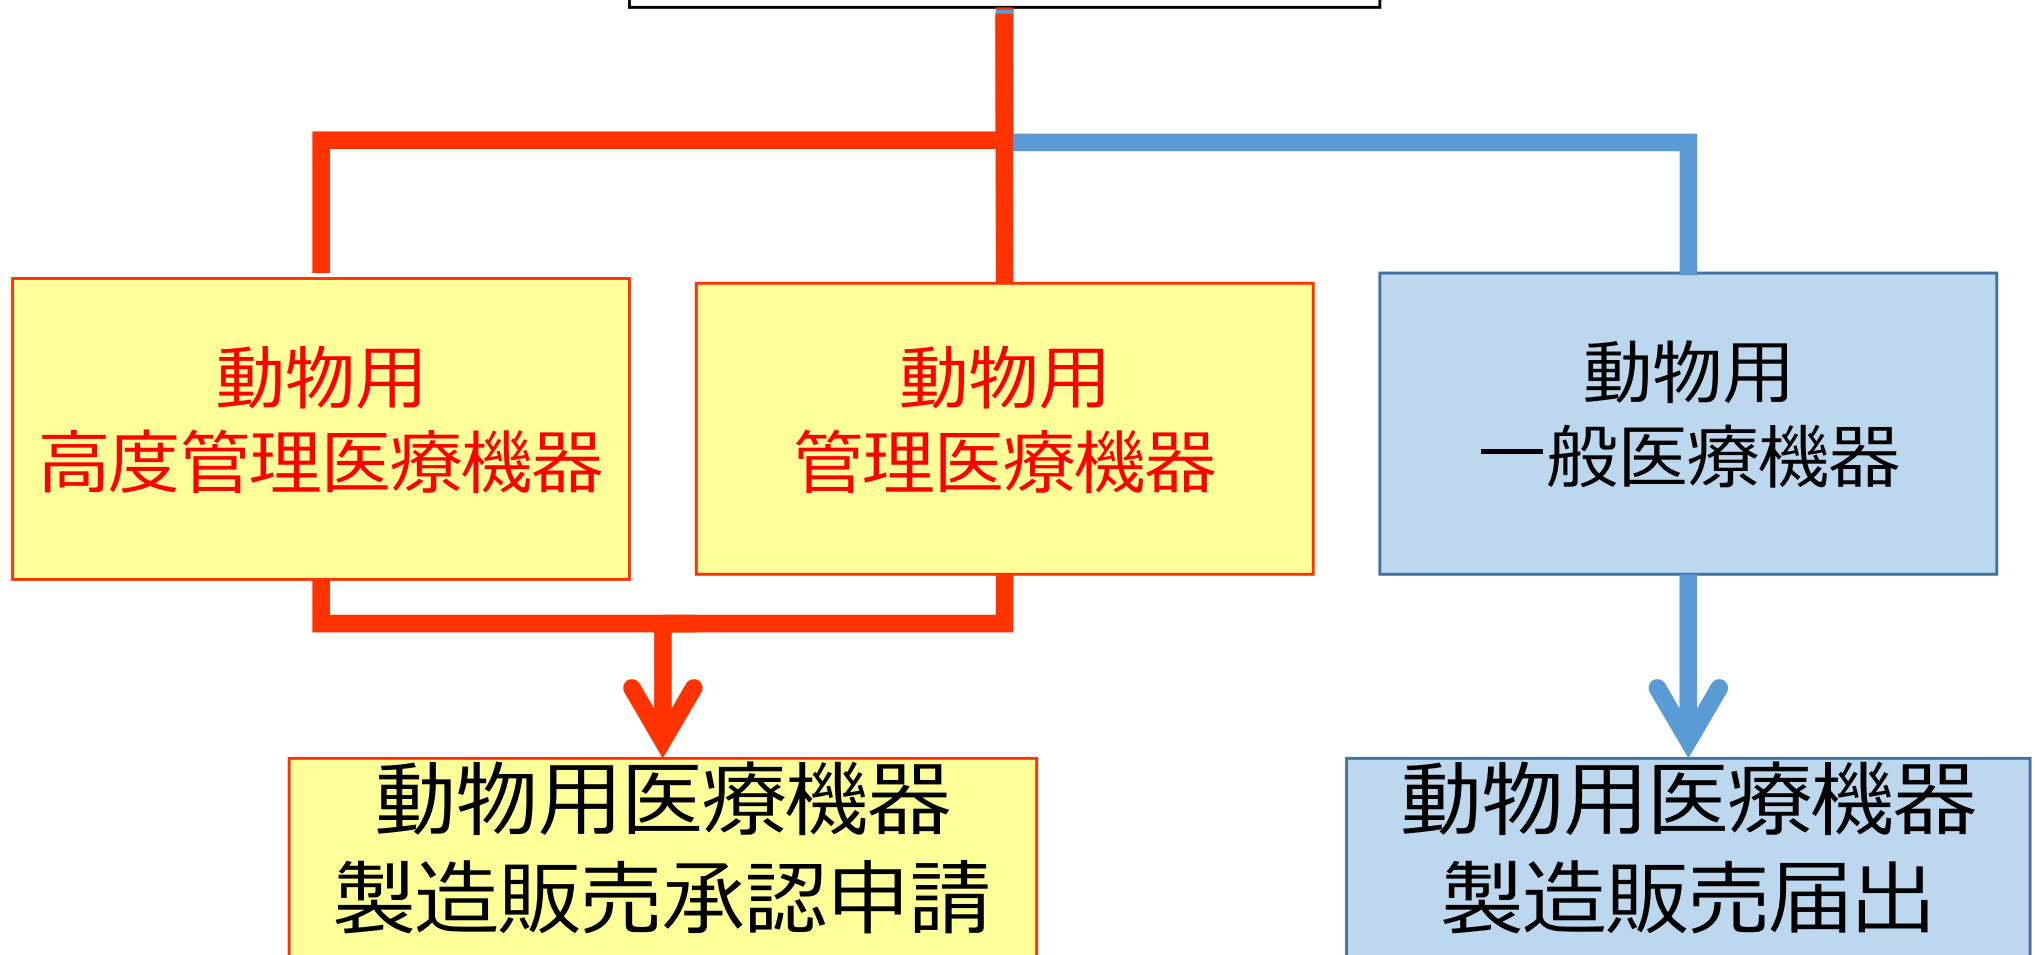 動物用
高度管理医療機器
動物用
管理医療機器
動物用
一般医療機器
動物用医療機器
製造販売承認申請
動物用医療機器
製造販売届出